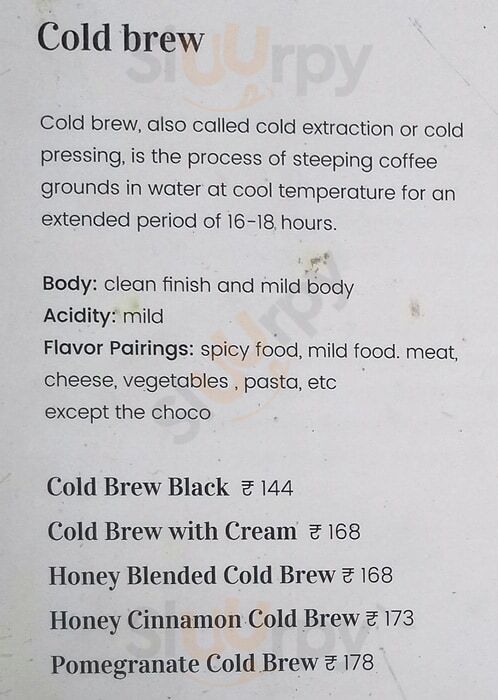 Cold brew
Cold brew, also called cold extraction or cold
pressing, is the process of steeping coffee
grounds in water at cool temperature for an
extended period of 16-18 hours.
Body: clean finish and mild body
Acidity: mild
Flavor Pairings: spicy food, mild food. meat,
cheese, vegetables , pasta, etc
except the choco
Cold Brew Black ₹ 144
Cold Brew with Cream ₹ 168
Honey Blended Cold Brew ₹ 168
Honey Cinnamon Cold Brew ₹ 173
Pomegranate Cold Brew ₹ 178
Sluurpy
Sluurpy
Sluurpy